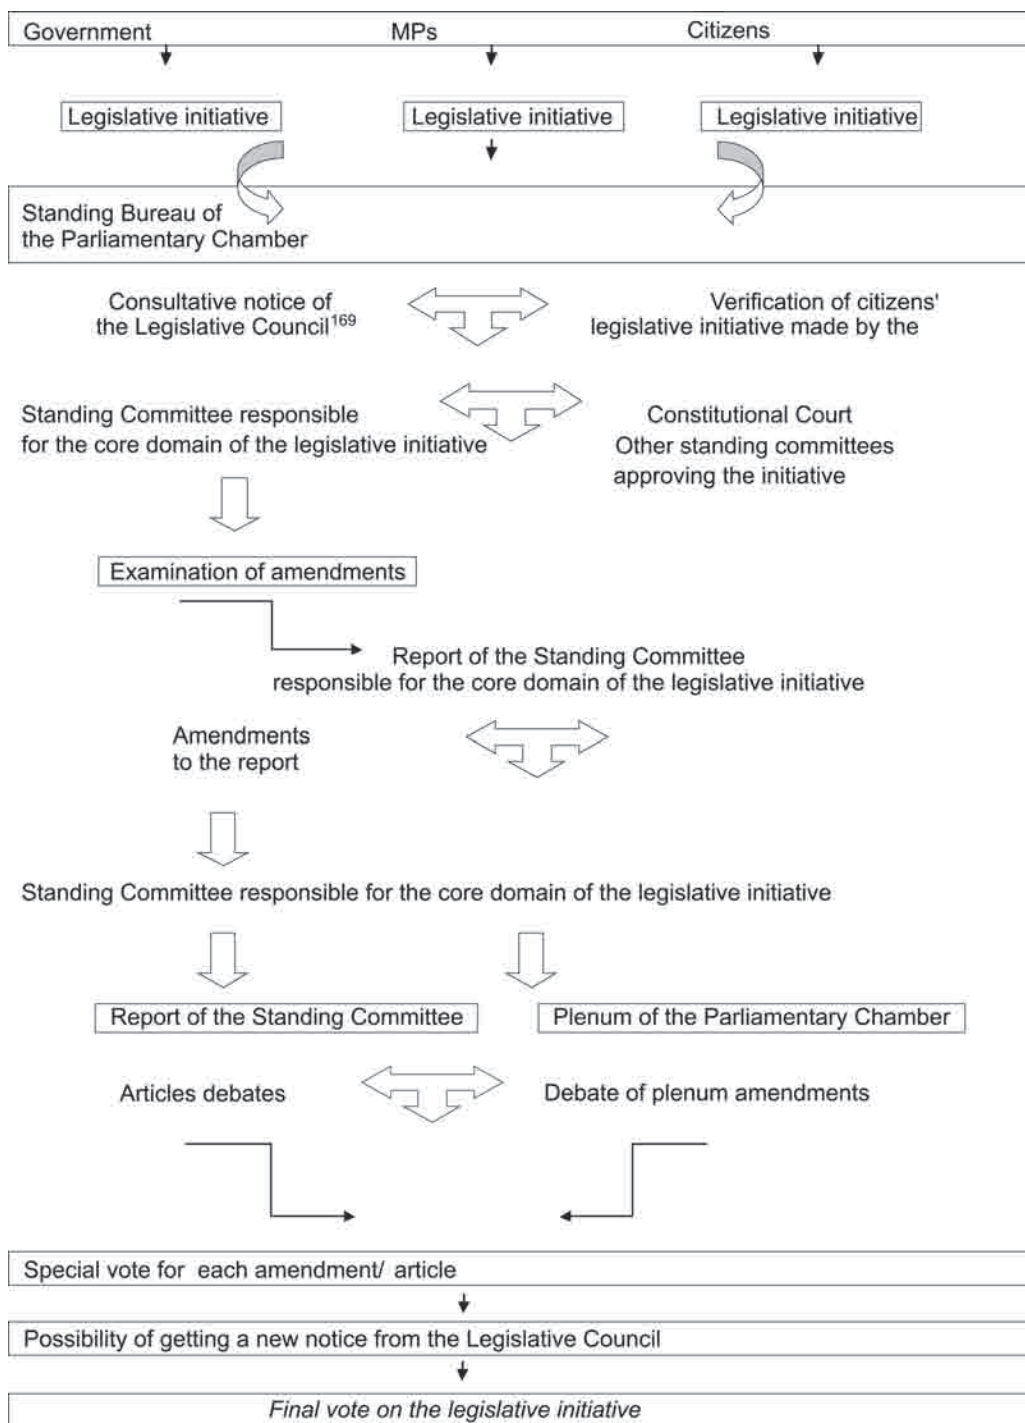 Government MPs Citizens
Legislative initiative Legislative initiative Legislative initiative
Standing Bureau of
the Parliamentary Chamber
Consultative notice of
the Legislative Council169
Verification of citizens'
legislative initiative made by the
Standing Committee responsible
for the core domain of the legislative initiative
Constitutional Court
Other standing committees
approving the initiative
Examination of amendments
Report of the Standing Committee
responsible for the core domain of the legislative initiative
Amendments
to the report
Standing Committee responsible for the core domain of the legislative initiative
Report of the Standing Committee Plenum of the Parliamentary Chamber
Articles debates Debate of plenum amendments
Special vote for each amendment/ article
Possibility of getting a new notice from the Legislative Council
Final vote on the legislative initiative